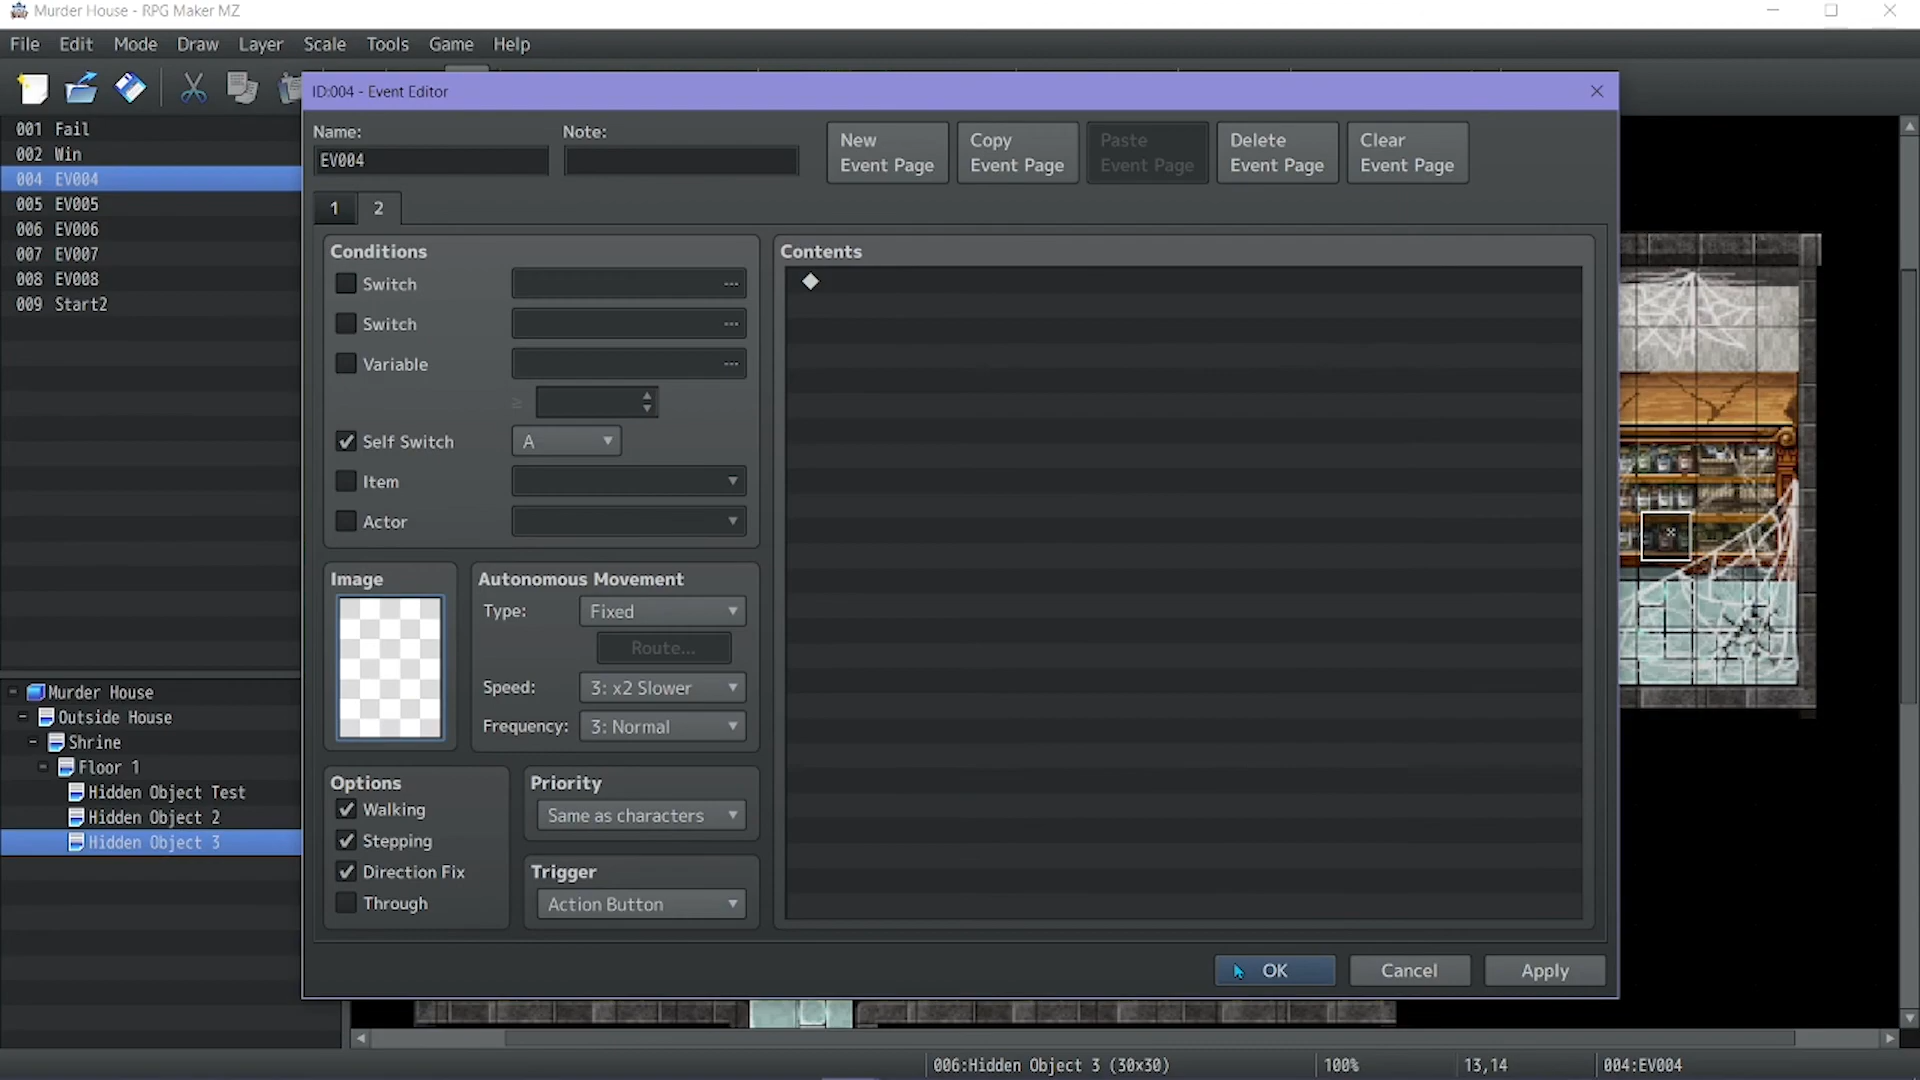 Murder House - RPG Maker MZ
File Edit Mode Draw Layer Scale Tools Game Help
ID:004 - Event Editor
001 Fail
002 Win
004 EV004
005 EV005
006 EV006
007 EV007
008 EV008
009 Start2
Name:
Note:
EV004
New Event Page
Copy Event Page
Paste Event Page
Delete Event Page
Clear Event Page
1 2
Conditions
Switch ...
Switch ...
Variable ...
≥
Self Switch A
Item
Actor
Image
Autonomous Movement
Type: Fixed
Route...
Speed: 3: x2 Slower
Frequency: 3: Normal
Options
Walking
Stepping
Direction Fix
Through
Priority
Same as characters
Trigger
Action Button
Contents
OK
Cancel
Apply
Murder House
Outside House
Shrine
Floor 1
Hidden Object Test
Hidden Object 2
Hidden Object 3
006:Hidden Object 3 (30x30) 100% 13,14 004:EV004